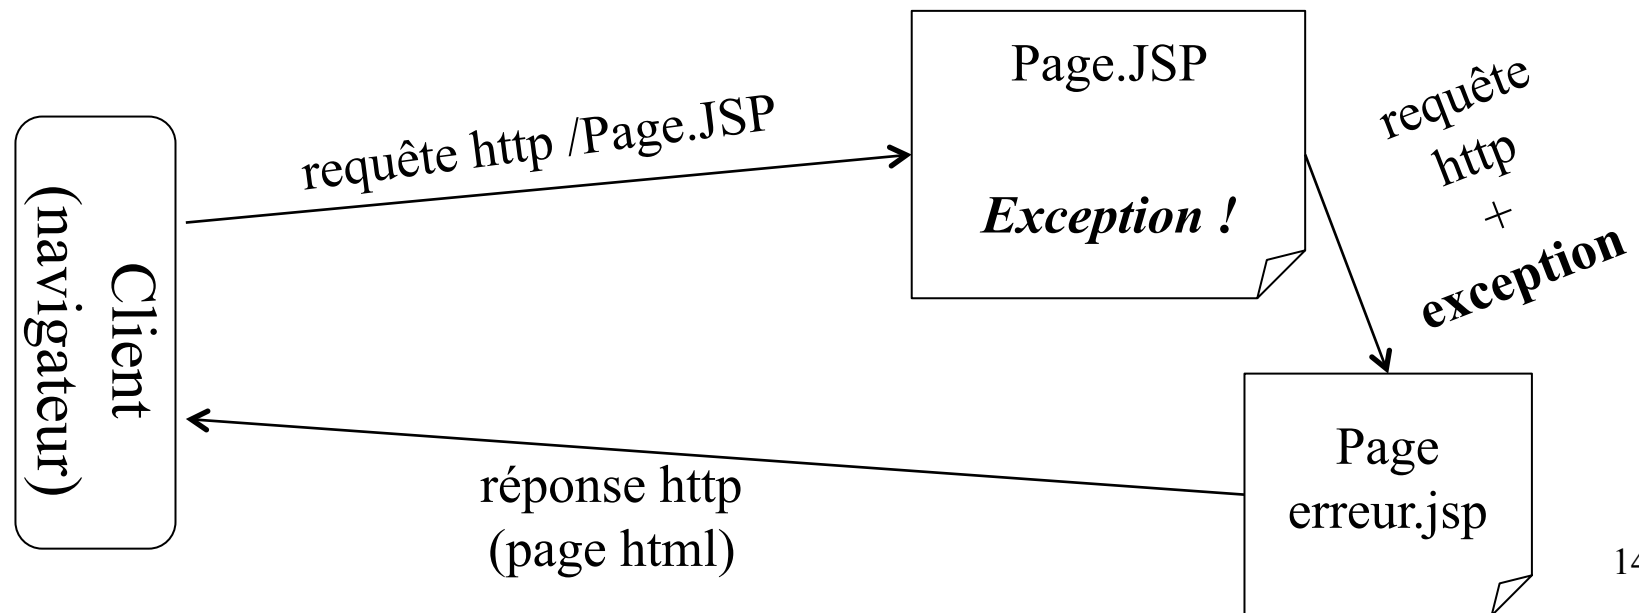 Page.JSP
Exception !
requête http /Page.JSP
requête
http
+
exception
Client
(navigateur)
réponse http
(page html)
Page
erreur.jsp
14